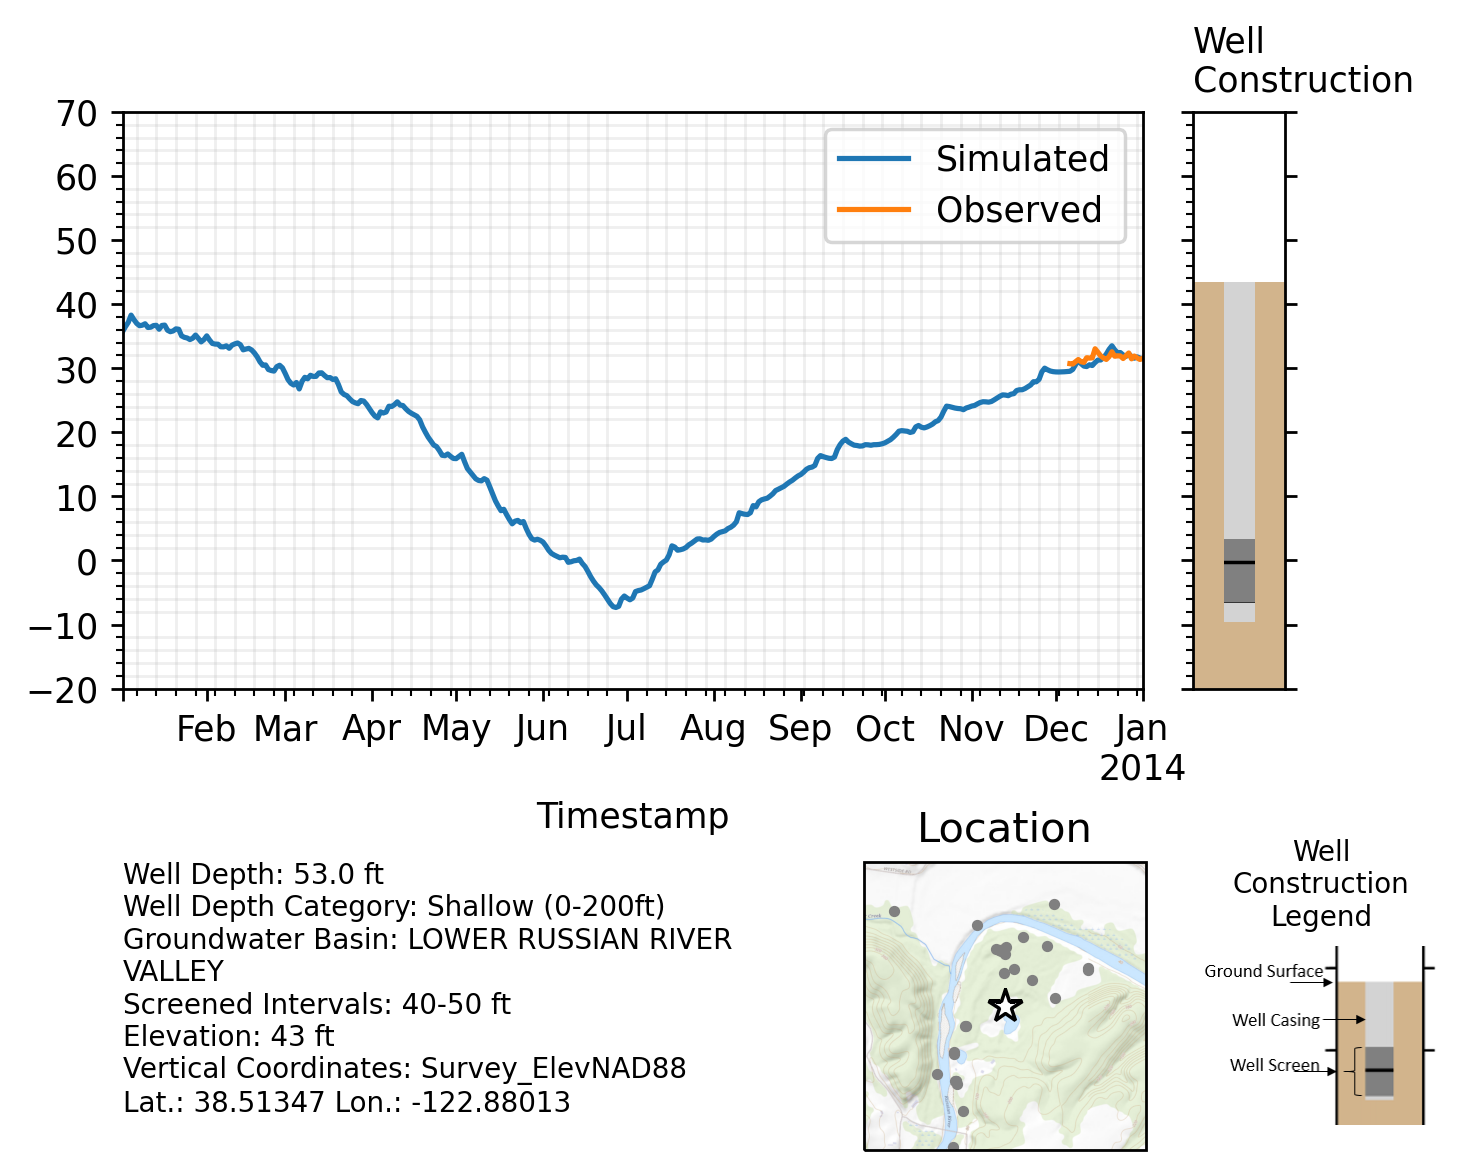 Well
Construction
70
60
50
40
30
20
10
0
−10
−20
Simulated
Observed
Feb Mar Apr May Jun Jul Aug Sep Oct Nov Dec Jan
2014
Timestamp
Well Depth: 53.0 ft
Well Depth Category: Shallow (0-200ft)
Groundwater Basin: LOWER RUSSIAN RIVER
VALLEY
Screened Intervals: 40-50 ft
Elevation: 43 ft
Vertical Coordinates: Survey_ElevNAD88
Lat.: 38.51347 Lon.: -122.88013
Location
Well
Construction
Legend
Ground Surface
Well Casing
Well Screen